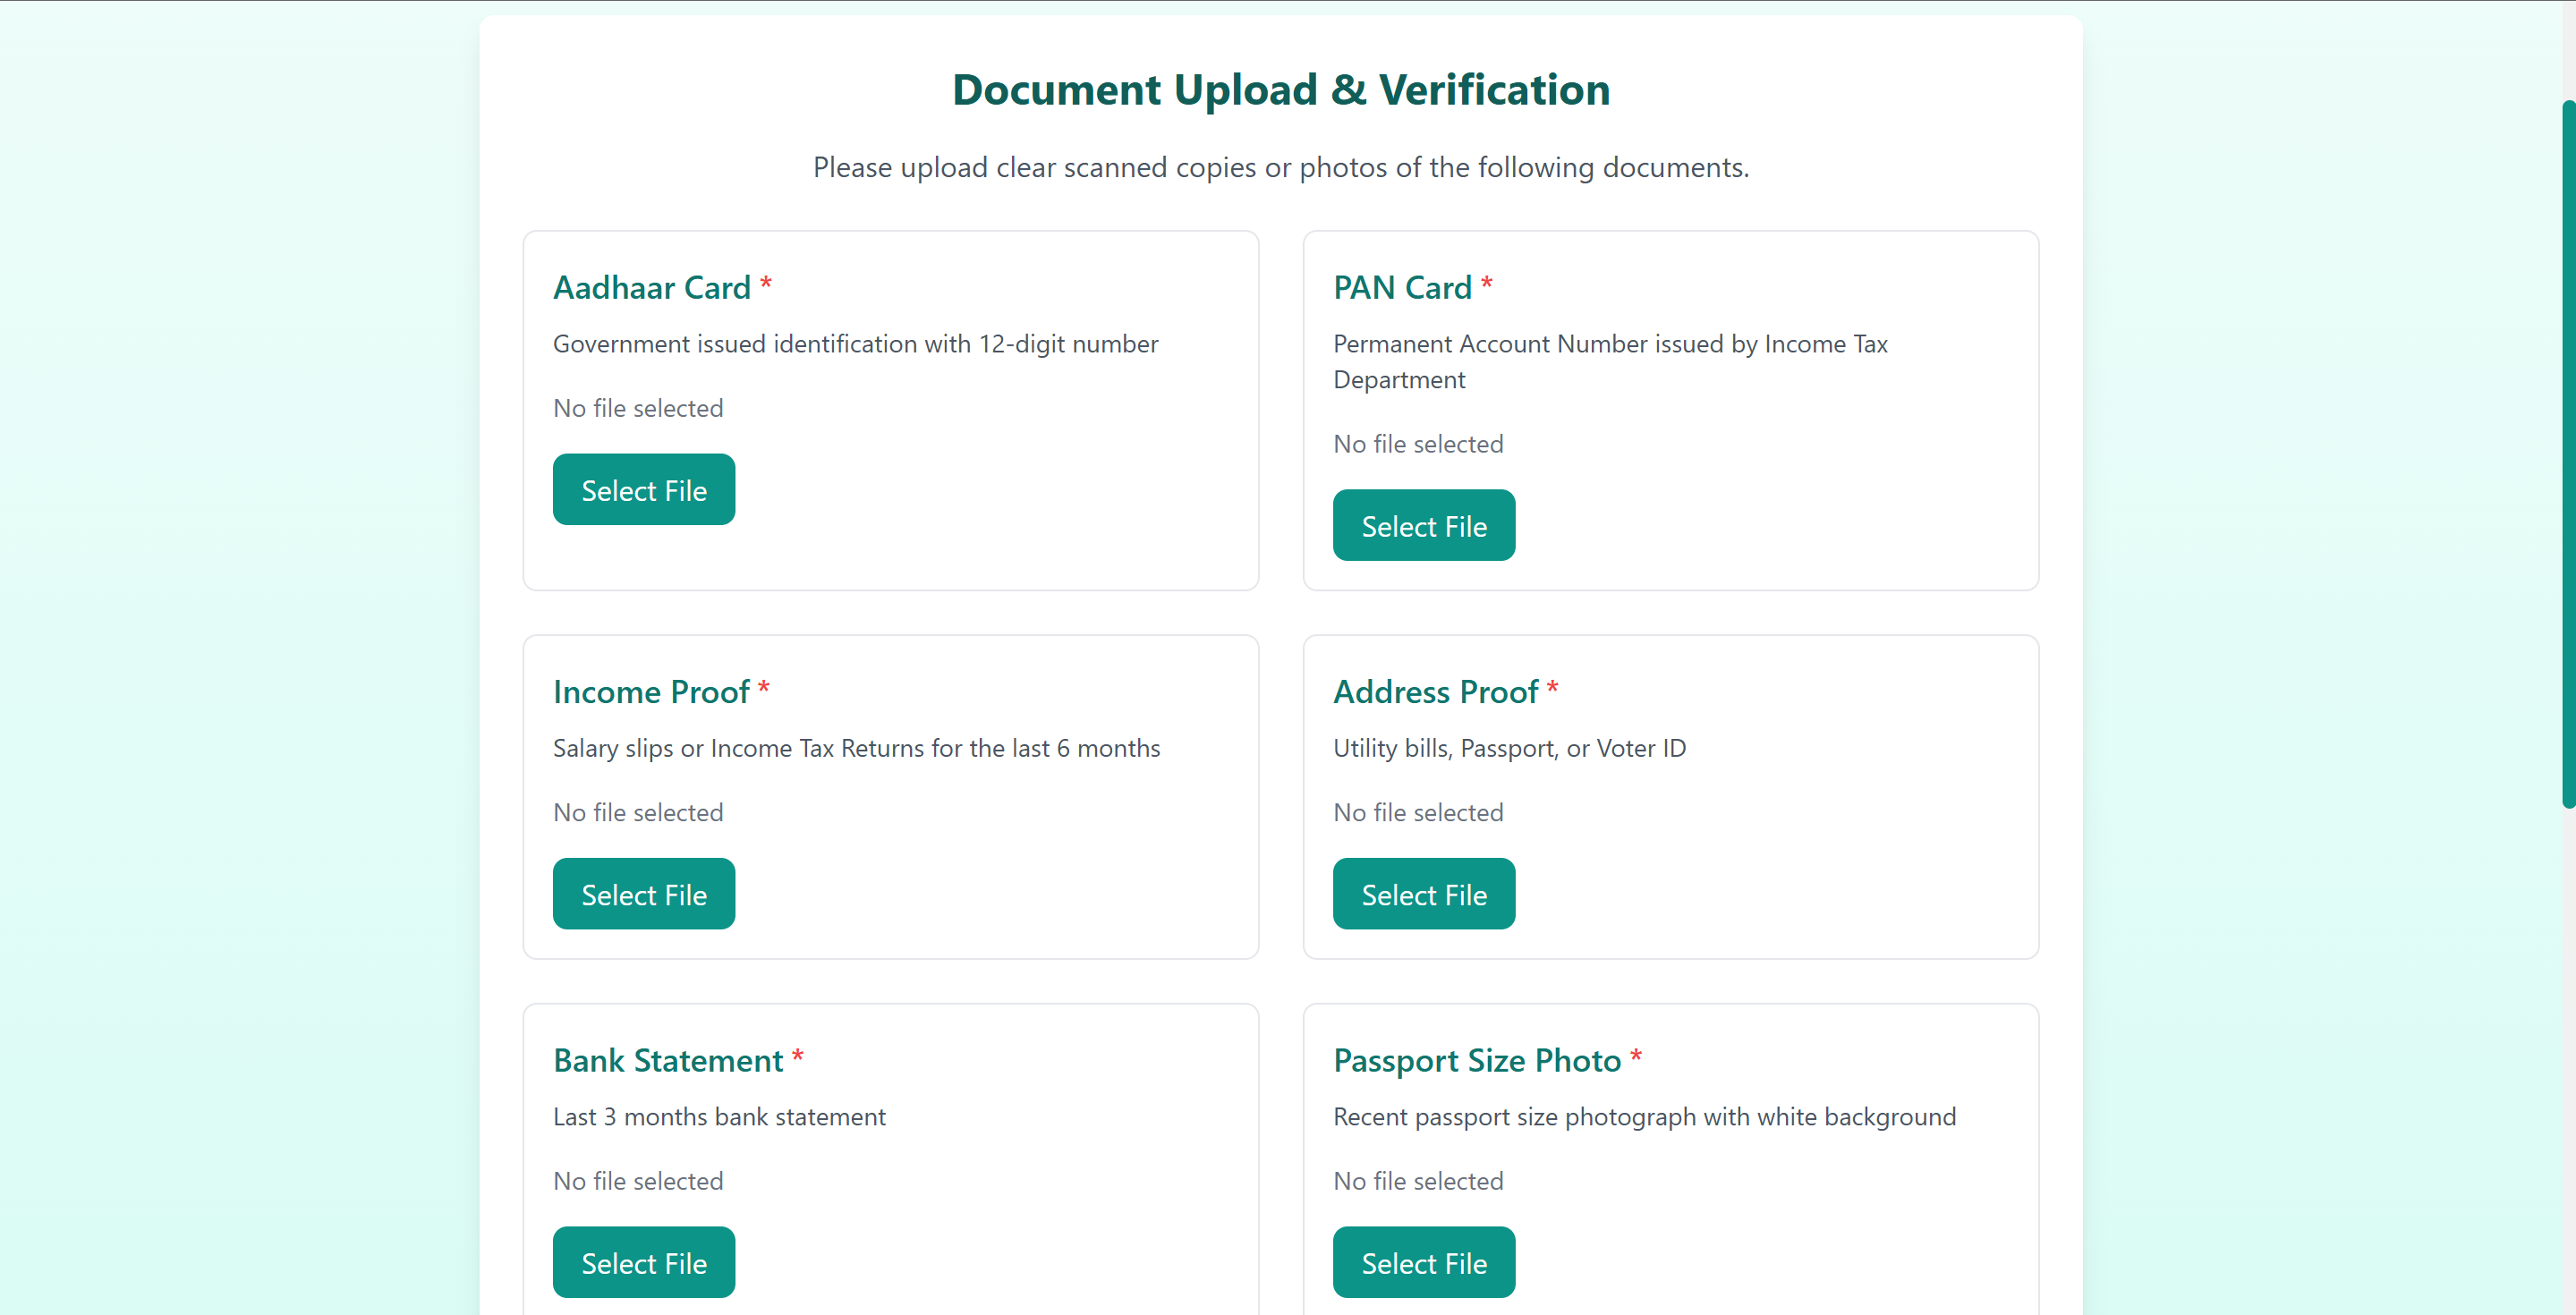 Document Upload & Verification
Please upload clear scanned copies or photos of the following documents.
Aadhaar Card *
Government issued identification with 12-digit number
No file selected
Select File
PAN Card *
Permanent Account Number issued by Income Tax
Department
No file selected
Select File
Income Proof *
Salary slips or Income Tax Returns for the last 6 months
No file selected
Select File
Address Proof *
Utility bills, Passport, or Voter ID
No file selected
Select File
Bank Statement *
Last 3 months bank statement
No file selected
Select File
Passport Size Photo *
Recent passport size photograph with white background
No file selected
Select File